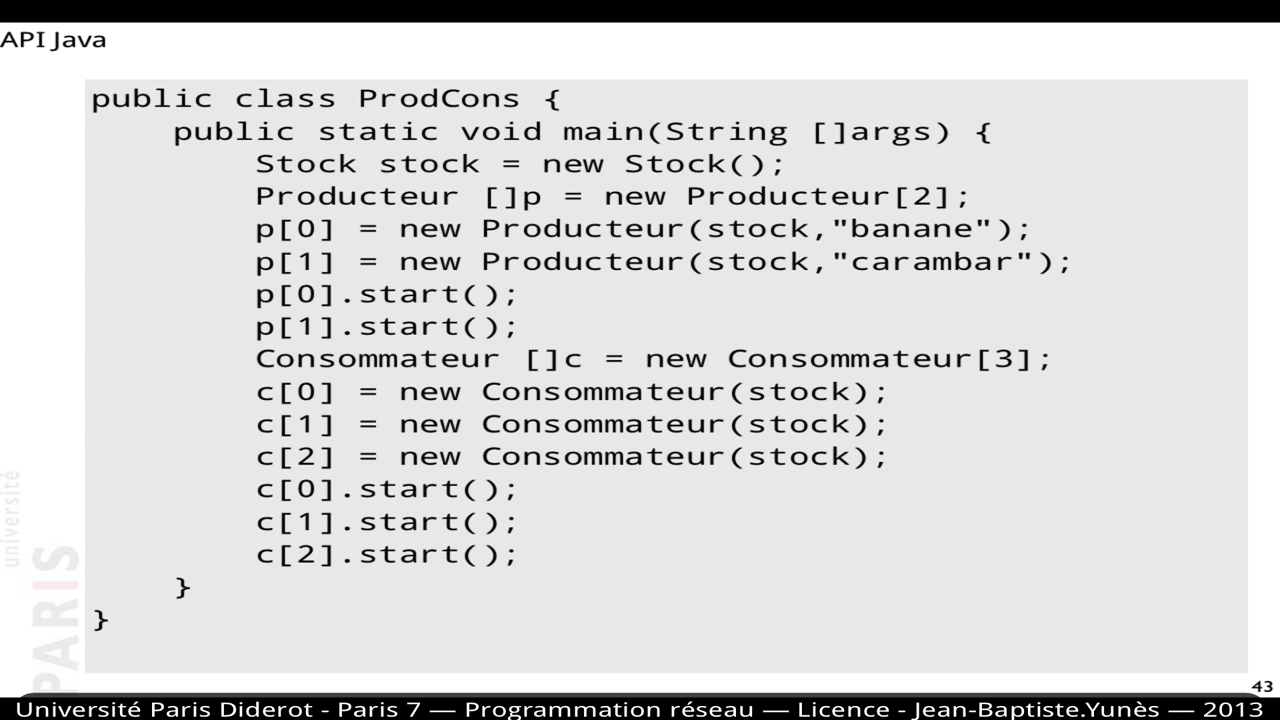 API Java
public class ProdCons {
public static void main(String []args) {
Stock stock = new Stock();
Producteur []p = new Producteur[2];
p[0] = new Producteur(stock,"banane");
p[1] = new Producteur(stock,"carambar");
p[0].start();
p[1].start();
Consommateur []c = new Consommateur[3];
c[0] = new Consommateur(stock);
c[1] = new Consommateur(stock);
c[2] = new Consommateur(stock);
c[0].start();
c[1].start();
c[2].start();
}
}
université
PARIS
43
Université Paris Diderot - Paris 7 — Programmation réseau — Licence - Jean-Baptiste.Yunès — 2013